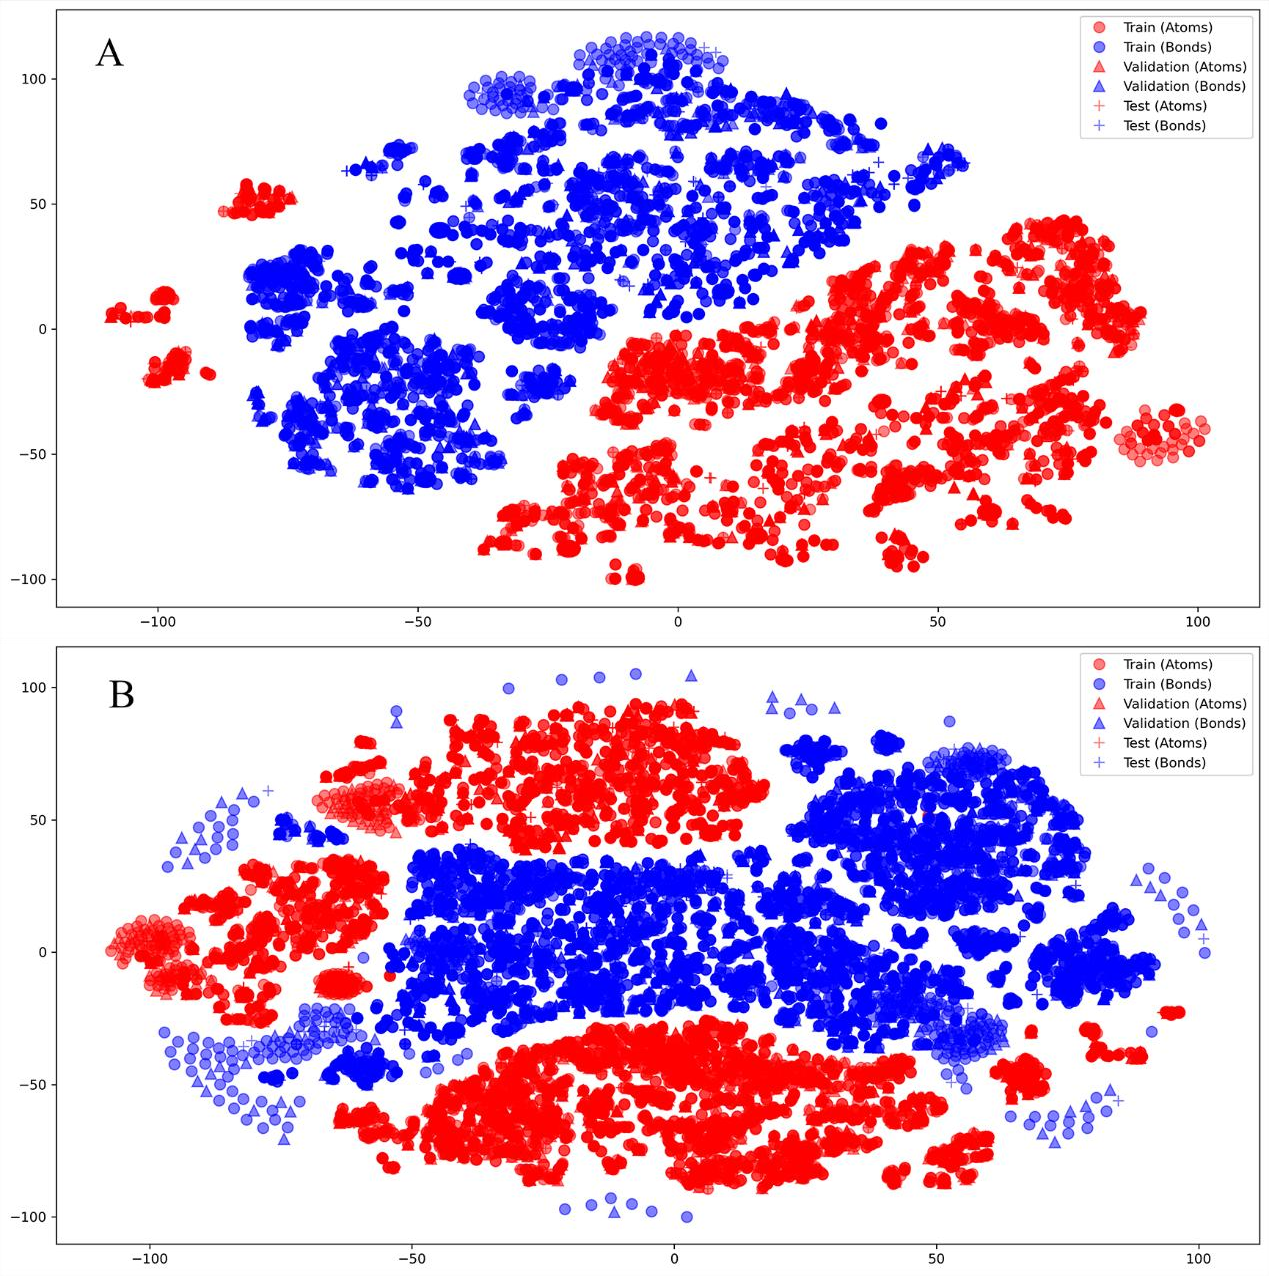 A
Train (Atoms)
Train (Bonds)
Validation (Atoms)
Validation (Bonds)
Test (Atoms)
Test (Bonds)
100
50
0
−50
−100
−100
−50
0
50
100
B
Train (Atoms)
Train (Bonds)
Validation (Atoms)
Validation (Bonds)
Test (Atoms)
Test (Bonds)
100
50
0
−50
−100
−100
−50
0
50
100